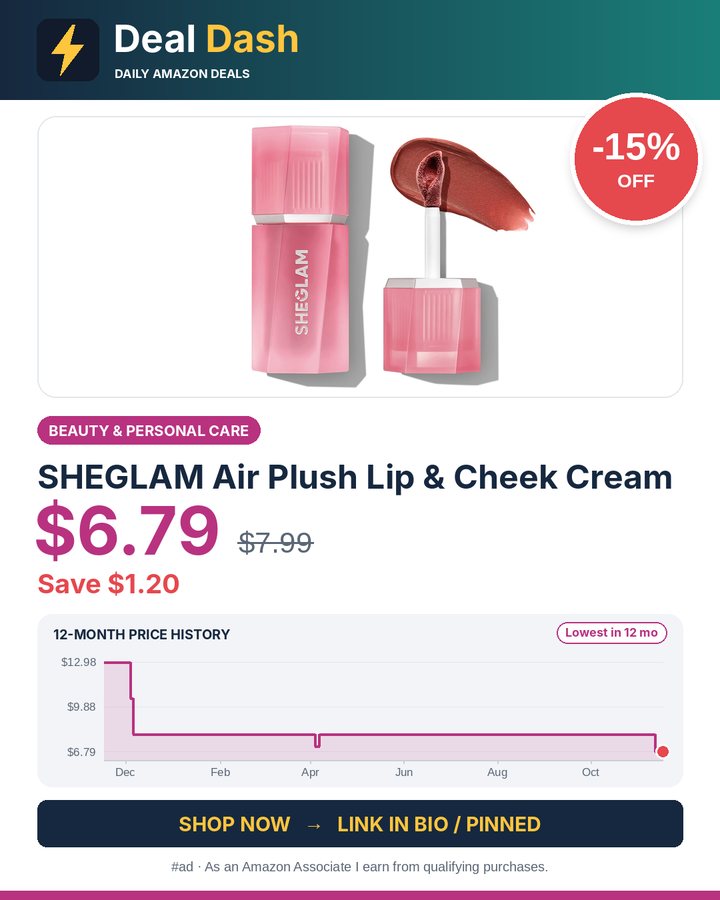 Deal Dash
DAILY AMAZON DEALS
-15%
OFF
SHEGLAM
BEAUTY & PERSONAL CARE
SHEGLAM Air Plush Lip & Cheek Cream
$6.79 $7.99
Save $1.20
12-MONTH PRICE HISTORY
Lowest in 12 mo
$12.98
$9.88
$6.79
Dec Feb Apr Jun Aug Oct
SHOP NOW → LINK IN BIO / PINNED
#ad · As an Amazon Associate I earn from qualifying purchases.